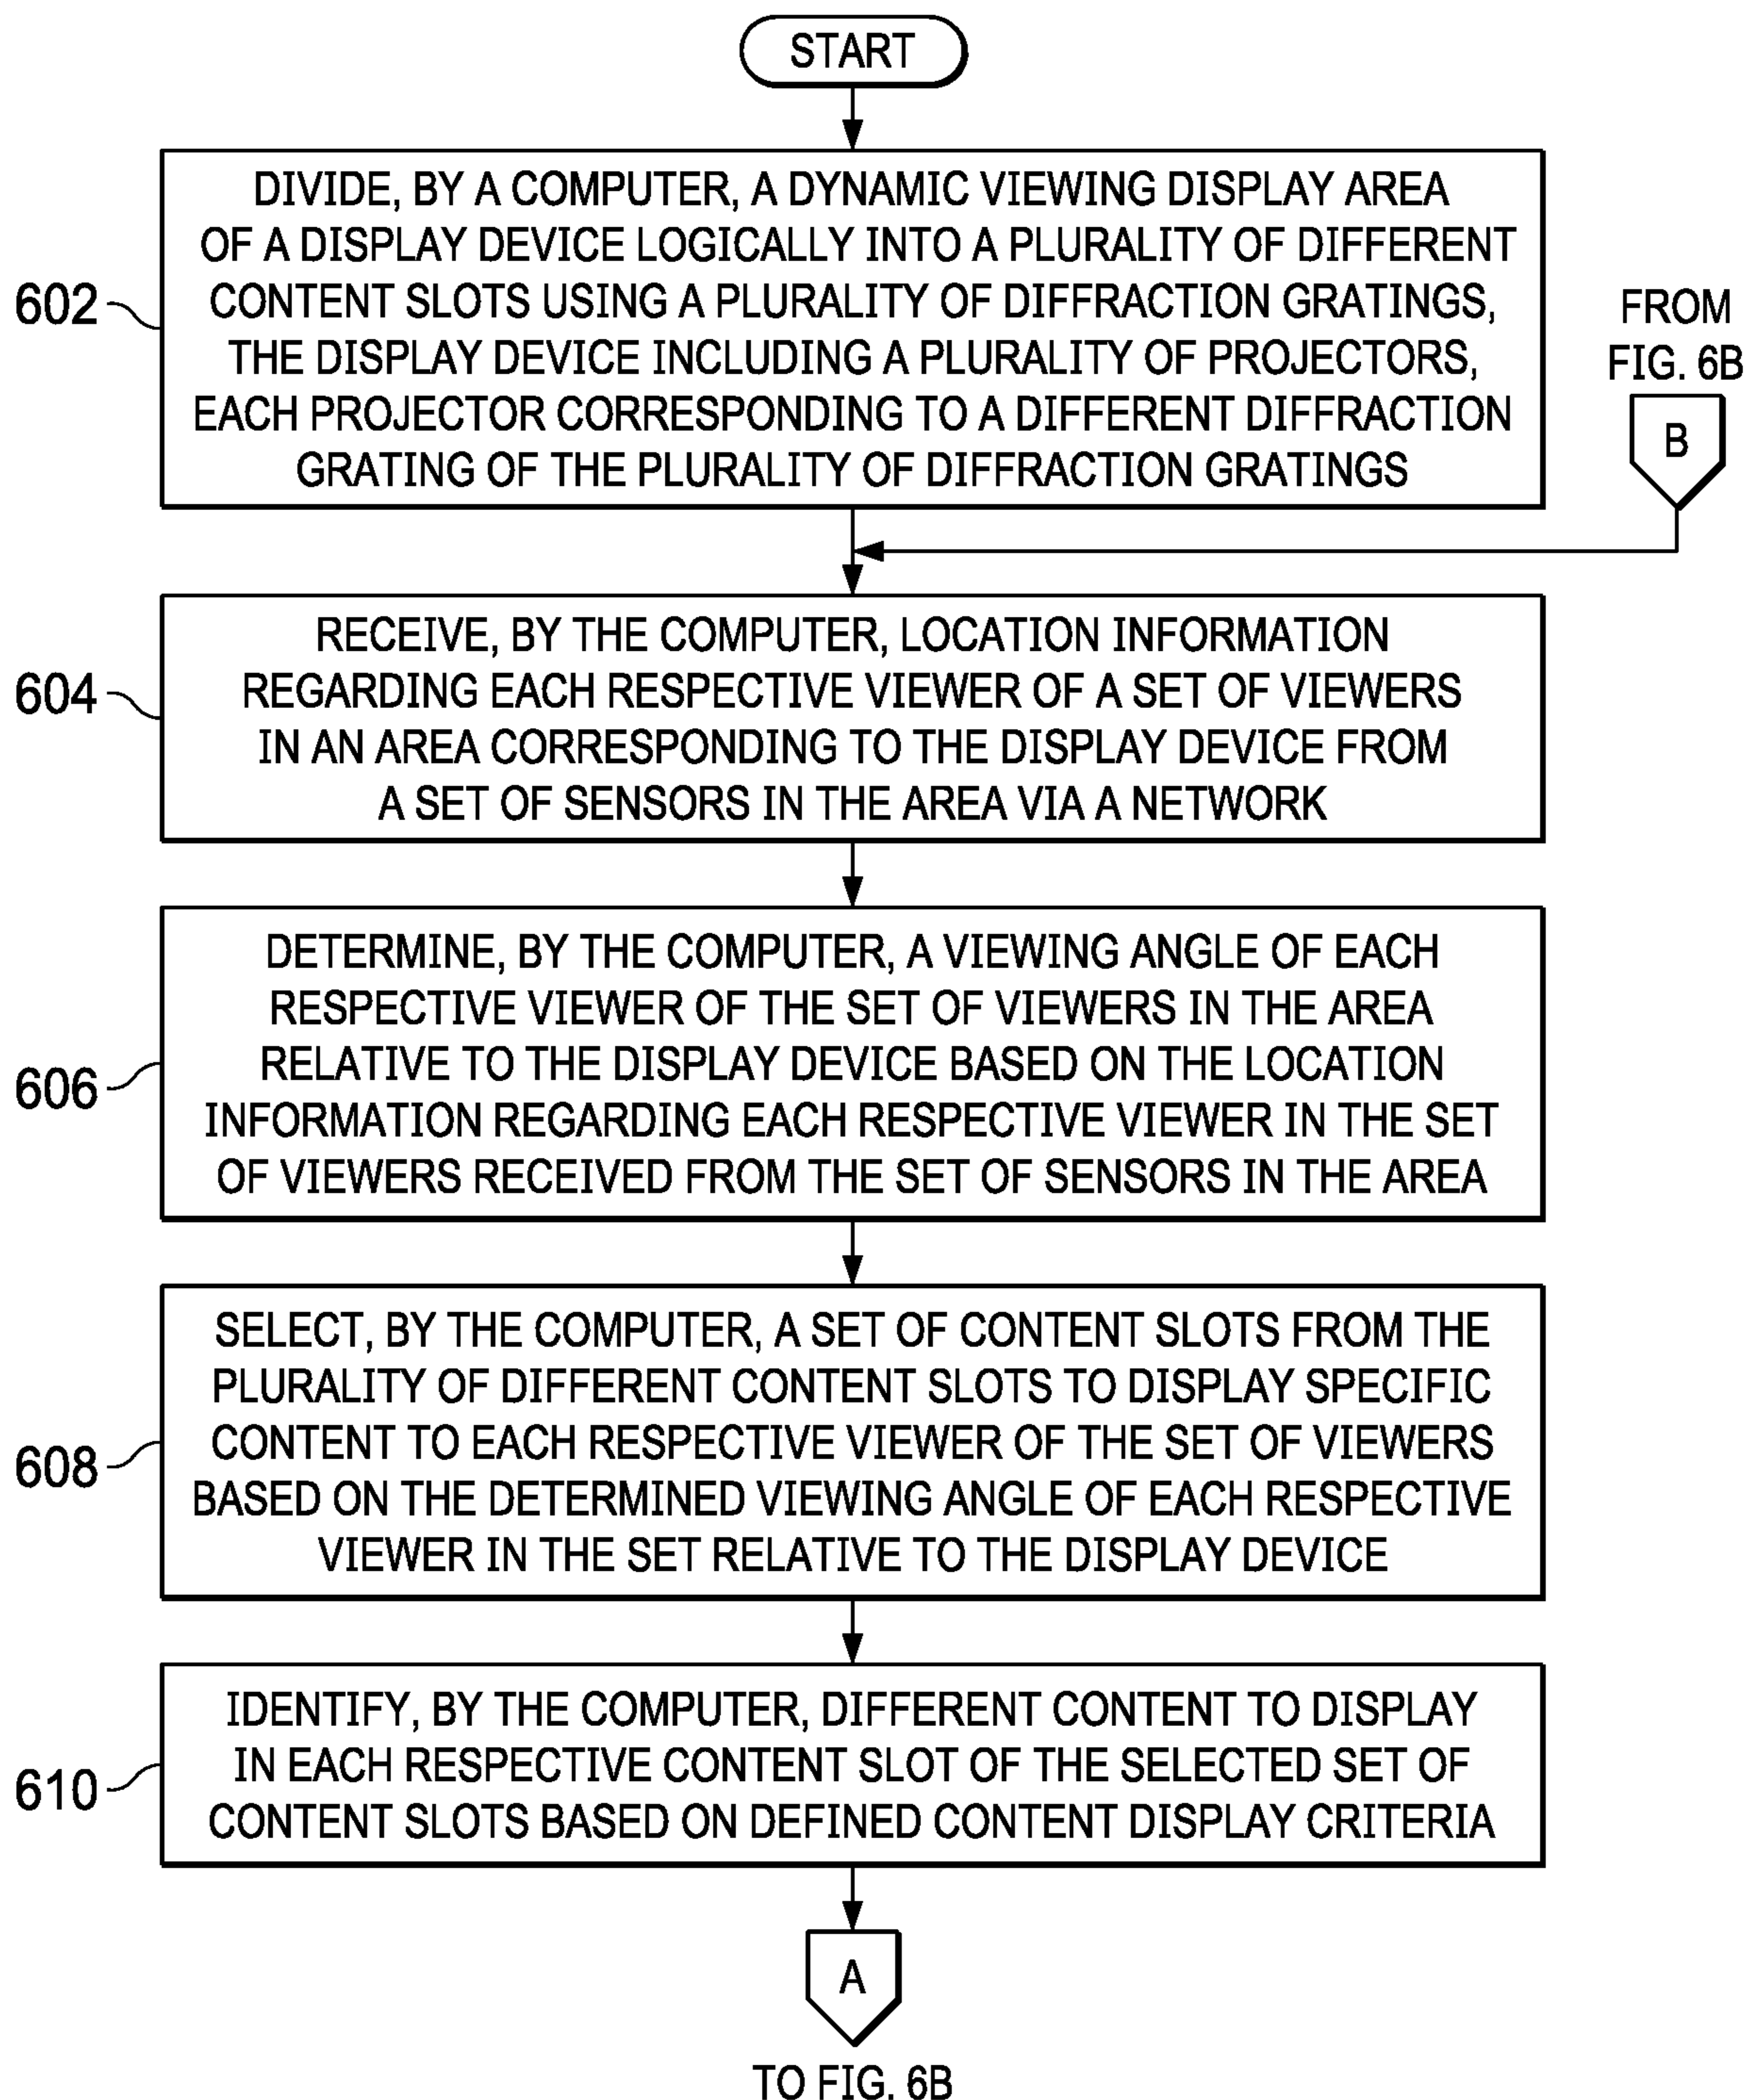 START
602
DIVIDE, BY A COMPUTER, A DYNAMIC VIEWING DISPLAY AREA
OF A DISPLAY DEVICE LOGICALLY INTO A PLURALITY OF DIFFERENT
CONTENT SLOTS USING A PLURALITY OF DIFFRACTION GRATINGS,
THE DISPLAY DEVICE INCLUDING A PLURALITY OF PROJECTORS,
EACH PROJECTOR CORRESPONDING TO A DIFFERENT DIFFRACTION
GRATING OF THE PLURALITY OF DIFFRACTION GRATINGS
FROM
FIG. 6B
B
604
RECEIVE, BY THE COMPUTER, LOCATION INFORMATION
REGARDING EACH RESPECTIVE VIEWER OF A SET OF VIEWERS
IN AN AREA CORRESPONDING TO THE DISPLAY DEVICE FROM
A SET OF SENSORS IN THE AREA VIA A NETWORK
606
DETERMINE, BY THE COMPUTER, A VIEWING ANGLE OF EACH
RESPECTIVE VIEWER OF THE SET OF VIEWERS IN THE AREA
RELATIVE TO THE DISPLAY DEVICE BASED ON THE LOCATION
INFORMATION REGARDING EACH RESPECTIVE VIEWER IN THE SET
OF VIEWERS RECEIVED FROM THE SET OF SENSORS IN THE AREA
608
SELECT, BY THE COMPUTER, A SET OF CONTENT SLOTS FROM THE
PLURALITY OF DIFFERENT CONTENT SLOTS TO DISPLAY SPECIFIC
CONTENT TO EACH RESPECTIVE VIEWER OF THE SET OF VIEWERS
BASED ON THE DETERMINED VIEWING ANGLE OF EACH RESPECTIVE
VIEWER IN THE SET RELATIVE TO THE DISPLAY DEVICE
610
IDENTIFY, BY THE COMPUTER, DIFFERENT CONTENT TO DISPLAY
IN EACH RESPECTIVE CONTENT SLOT OF THE SELECTED SET OF
CONTENT SLOTS BASED ON DEFINED CONTENT DISPLAY CRITERIA
A
TO FIG. 6B